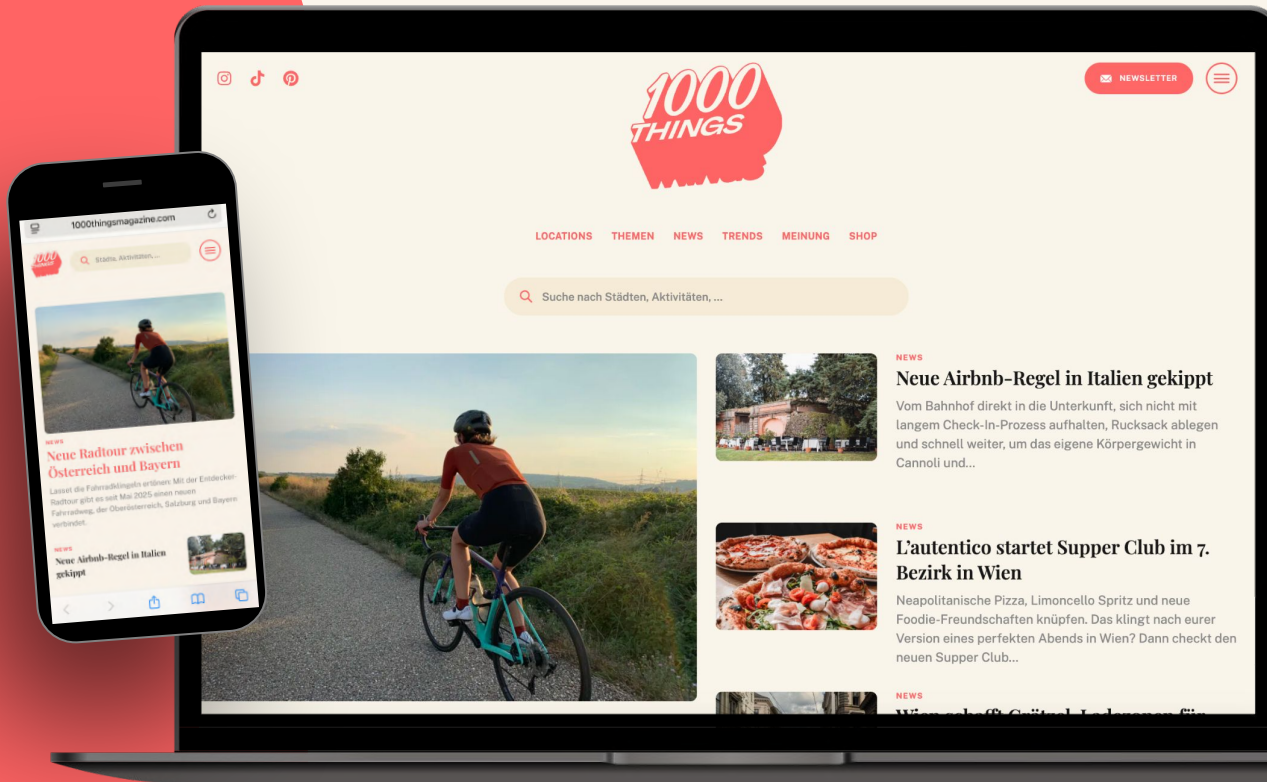 1000
THINGS
NEWSLETTER
LOCATIONS THEMEN NEWS TRENDS MEINUNG SHOP
Suche nach Städten, Aktivitäten, ...
NEWS
Neue Airbnb-Regel in Italien gekippt
Vom Bahnhof direkt in die Unterkunft, sich nicht mit
langem Check-In-Prozess aufhalten, Rucksack ablegen
und schnell weiter, um das eigene Körpergewicht in
Cannoli und...
NEWS
L'autentico startet Supper Club im 7.
Bezirk in Wien
Neapolitanische Pizza, Limoncello Spritz und neue
Foodie-Freundschaften knüpfen. Das klingt nach eurer
Version eines perfekten Abends in Wien? Dann checkt den
neuen Supper Club...
NEWS
1000thingsmagazine.com
1000
THINGS
Städte, Aktivitäten, ...
NEWS
Neue Radtour zwischen
Österreich und Bayern
Lasset die Fahrradklingeln ertönen: Mit der Entdecker-
Radtour gibt es seit Mai 2025 einen neuen
Fahrradweg, der Oberösterreich, Salzburg und Bayern
verbindet.
NEWS
Neue Airbnb-Regel in Italien
gekippt